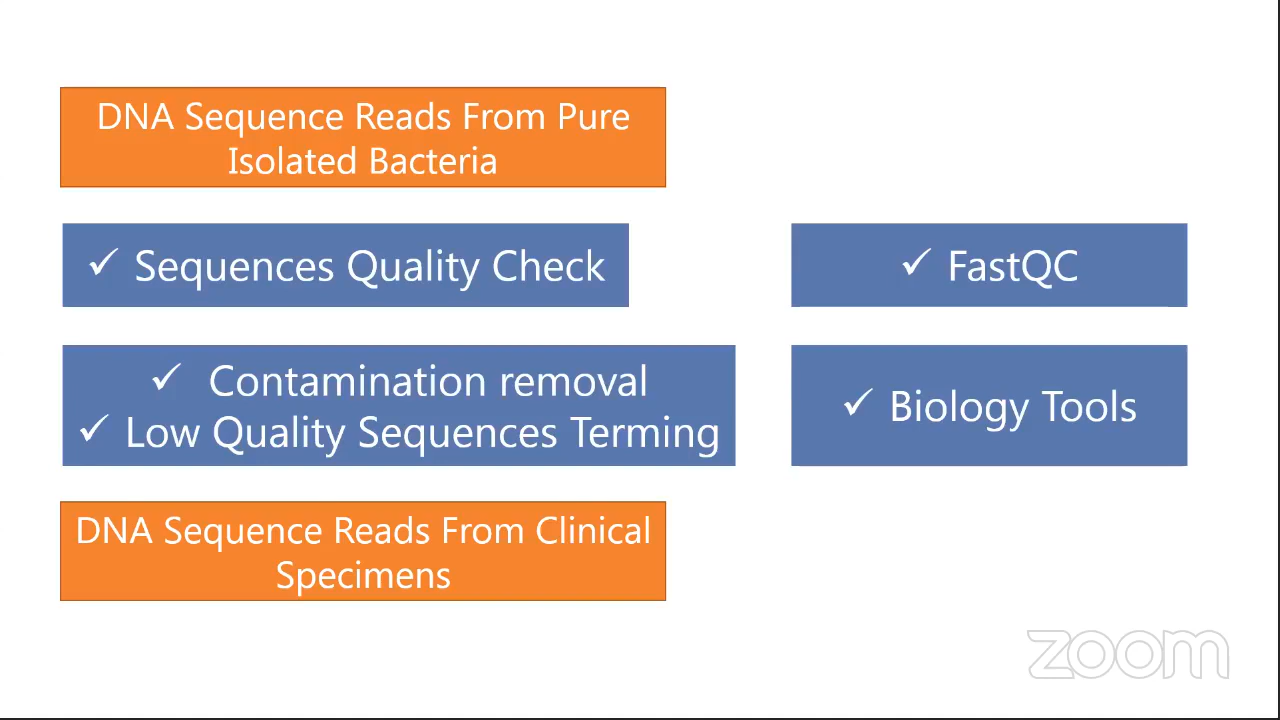 DNA Sequence Reads From Pure
Isolated Bacteria
✓ Sequences Quality Check
✓ FastQC
✓ Contamination removal
✓ Low Quality Sequences Terming
✓ Biology Tools
DNA Sequence Reads From Clinical
Specimens
zoom